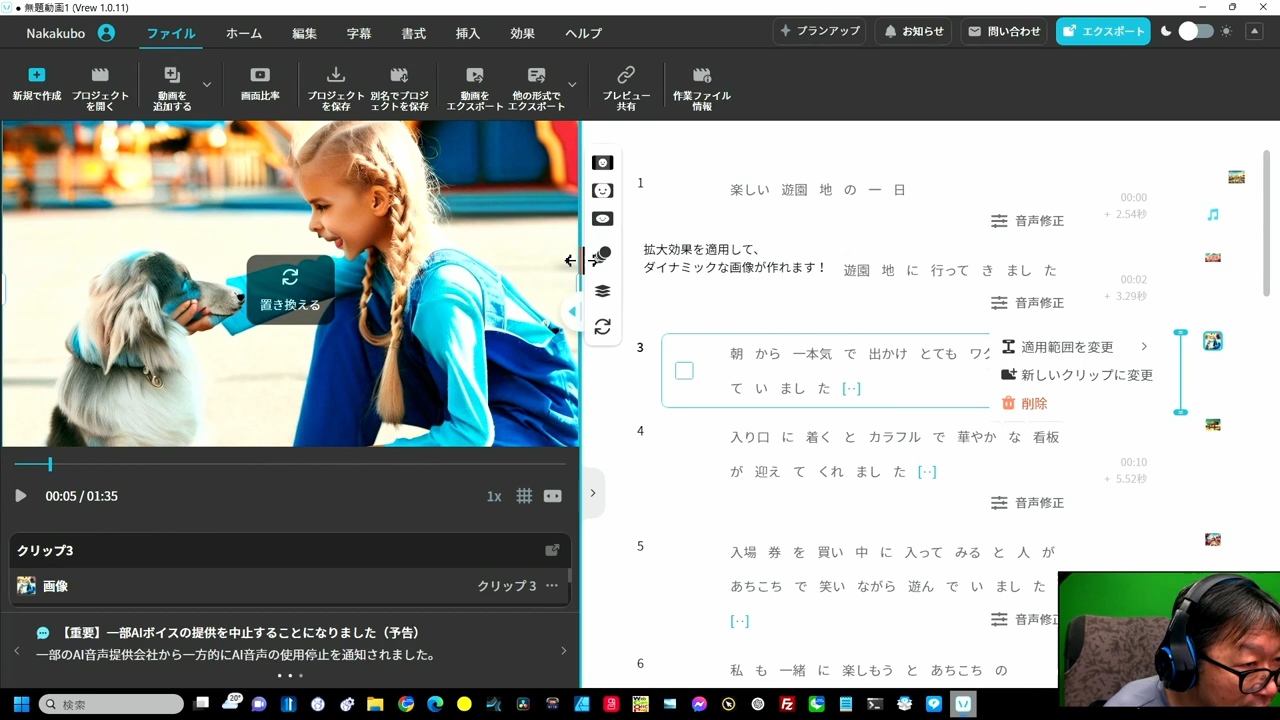 無題動画1 (Vrew 1.0.11)
Nakakubo ファイル ホーム 編集 字幕 書式 挿入 効果 ヘルプ プランアップ お知らせ 問い合わせ エクスポート
新規で作成 プロジェクトを開く 動画を追加する 画面比率 プロジェクトを保存 別名でプロジェクトを保存 動画をエクスポート 他の形式でエクスポート プレビュー共有 作業ファイル情報
置き換える
00:05 / 01:35 1x
クリップ3
画像 クリップ 3 ···
【重要】一部AIボイスの提供を中止することになりました（予告）
一部のAI音声提供会社から一方的にAI音声の使用停止を通知されました。
1 楽しい 遊園 地 の 一 日 00:00
+ 2.54秒
音声修正
拡大効果を適用して、
ダイナミックな画像が作れます！ 遊園 地 に 行って き まし た 00:02
+ 3.29秒
音声修正
3 朝 から 一本気 で 出かけ とても
て い まし た [··]
適用範囲を変更
新しいクリップに変更
削除
4 入り口 に 着く と カラフル で 華やか な 看板
が 迎え て くれ まし た [··] 00:10
+ 5.52秒
音声修正
5 入場 券 を 買い 中 に 入って みる と 人 が
あちこち で 笑い ながら 遊ん で い まし た
[··] 音声修正
6 私 も 一緒 に 楽しもう と あちこち の
検索
20°